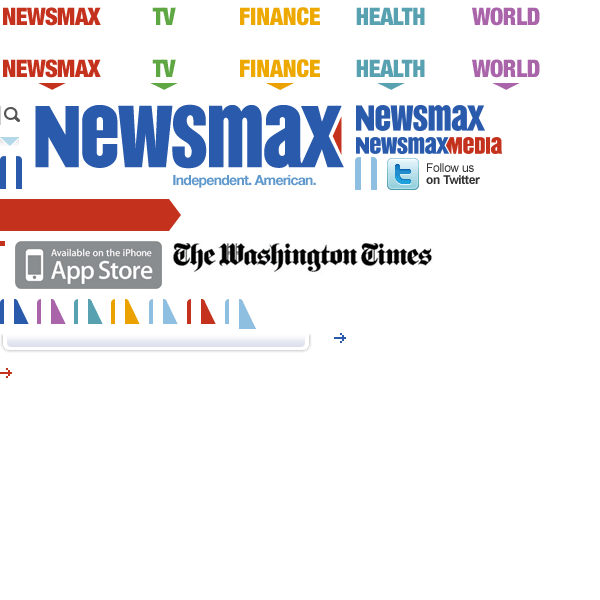 NEWSMAX TV FINANCE HEALTH WORLD
NEWSMAX TV FINANCE HEALTH WORLD
Newsmax
Independent. American.
Newsmax
NewsmaxMEDIA
Follow us
on Twitter
Available on the iPhone
App Store
The Washington Times